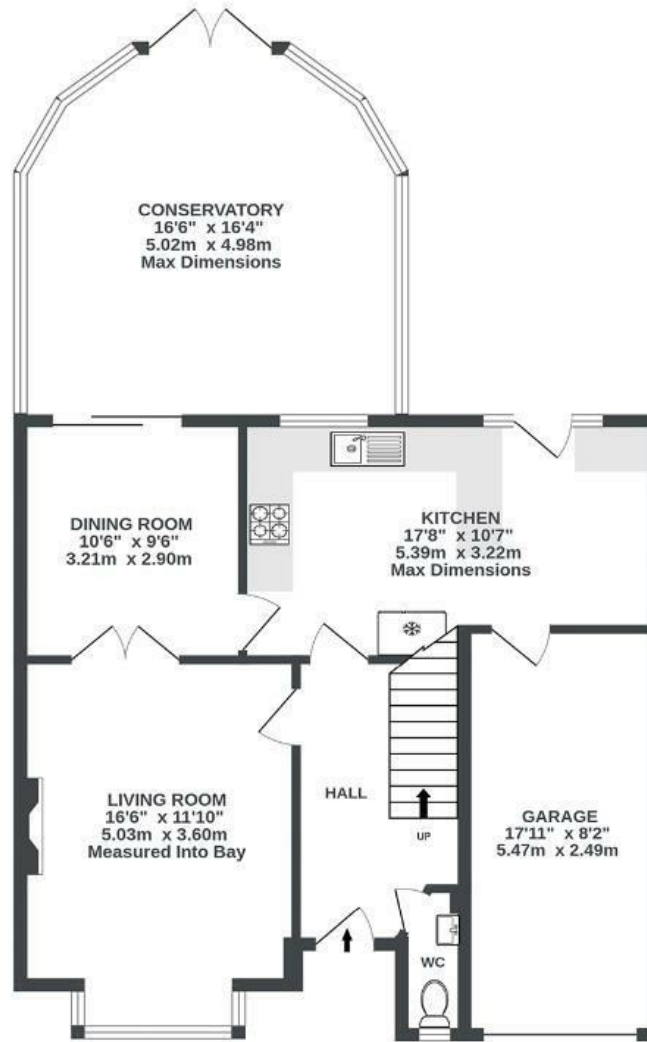 CONSERVATORY
16'6" x 16'4"
5.02m x 4.98m
Max Dimensions
DINING ROOM
10'6" x 9'6"
3.21m x 2.90m
KITCHEN
17'8" x 10'7"
5.39m x 3.22m
Max Dimensions
LIVING ROOM
16'6" x 11'10"
5.03m x 3.60m
Measured Into Bay
HALL
UP
GARAGE
17'11" x 8'2"
5.47m x 2.49m
WC